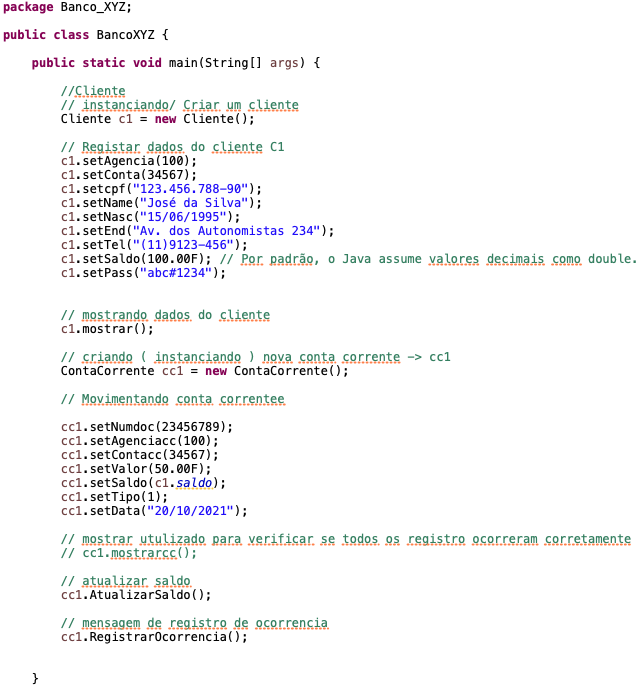 package Banco_XYZ;
public class BancoXYZ {
public static void main(String[] args) {
//Cliente
// instanciando/ Criar um cliente
Cliente c1 = new Cliente();
// Registar dados do cliente C1
c1.setAgencia(100);
c1.setConta(34567);
c1.setcpf("123.456.788-90");
c1.setName("José da Silva");
c1.setNasc("15/06/1995");
c1.setEnd("Av. dos Autonomistas 234");
c1.setTel("(11)9123-456");
c1.setSaldo(100.00F); // Por padrão, o Java assume valores decimais como double.
c1.setPass("abc#1234");
// mostrando dados do cliente
c1.mostrar();
// criando ( instanciando ) nova conta corrente -> cc1
ContaCorrente cc1 = new ContaCorrente();
// Movimentando conta correntee
cc1.setNumdoc(23456789);
cc1.setAgenciacc(100);
cc1.setContacc(34567);
cc1.setValor(50.00F);
cc1.setSaldo(c1.saldo);
cc1.setTipo(1);
cc1.setData("20/10/2021");
// mostrar utulizado para verificar se todos os registro ocorreram corretamente
// cc1.mostrarcc();
// atualizar saldo
cc1.AtualizarSaldo();
// mensagem de registro de ocorrencia
cc1.RegistrarOcorrencia();
}